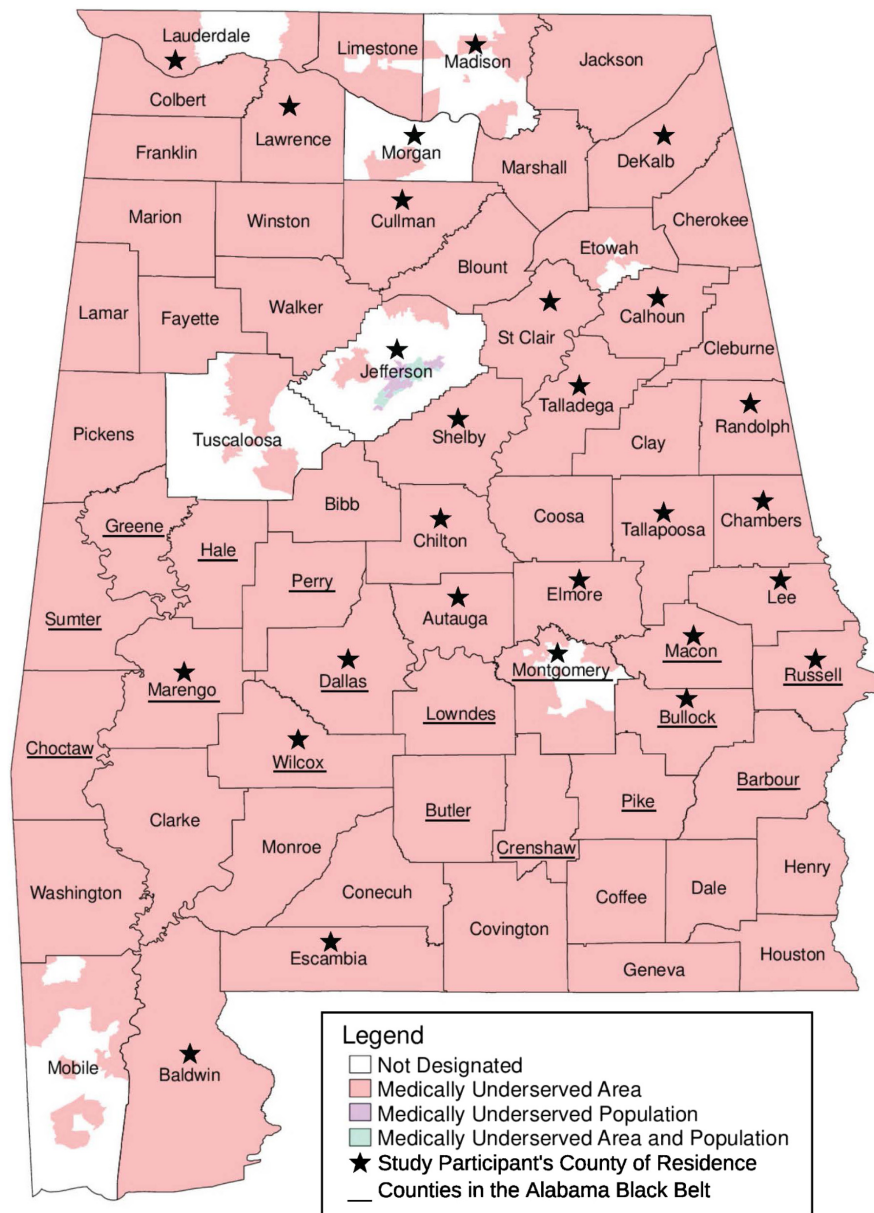 Lauderdale
Limestone
Madison
Jackson
Colbert
Lawrence
Franklin
Morgan
Marshall
DeKalb
Marion
Winston
Cullman
Cherokee
Etowah
Blount
Lamar
Fayette
Walker
St Clair
Calhoun
Cleburne
Jefferson
Talladega
Pickens
Tuscaloosa
Shelby
Clay
Randolph
Bibb
Greene
Hale
Chilton
Coosa
Tallapoosa
Chambers
Perry
Sumter
Autauga
Elmore
Lee
Marengo
Dallas
Montgomery
Macon
Russell
Lowndes
Bullock
Choctaw
Wilcox
Barbour
Clarke
Butler
Pike
Monroe
Crenshaw
Washington
Conecuh
Coffee
Dale
Henry
Covington
Escambia
Geneva
Houston
Mobile
Baldwin
Legend
Not Designated
Medically Underserved Area
Medically Underserved Population
Medically Underserved Area and Population
Study Participant's County of Residence
Counties in the Alabama Black Belt